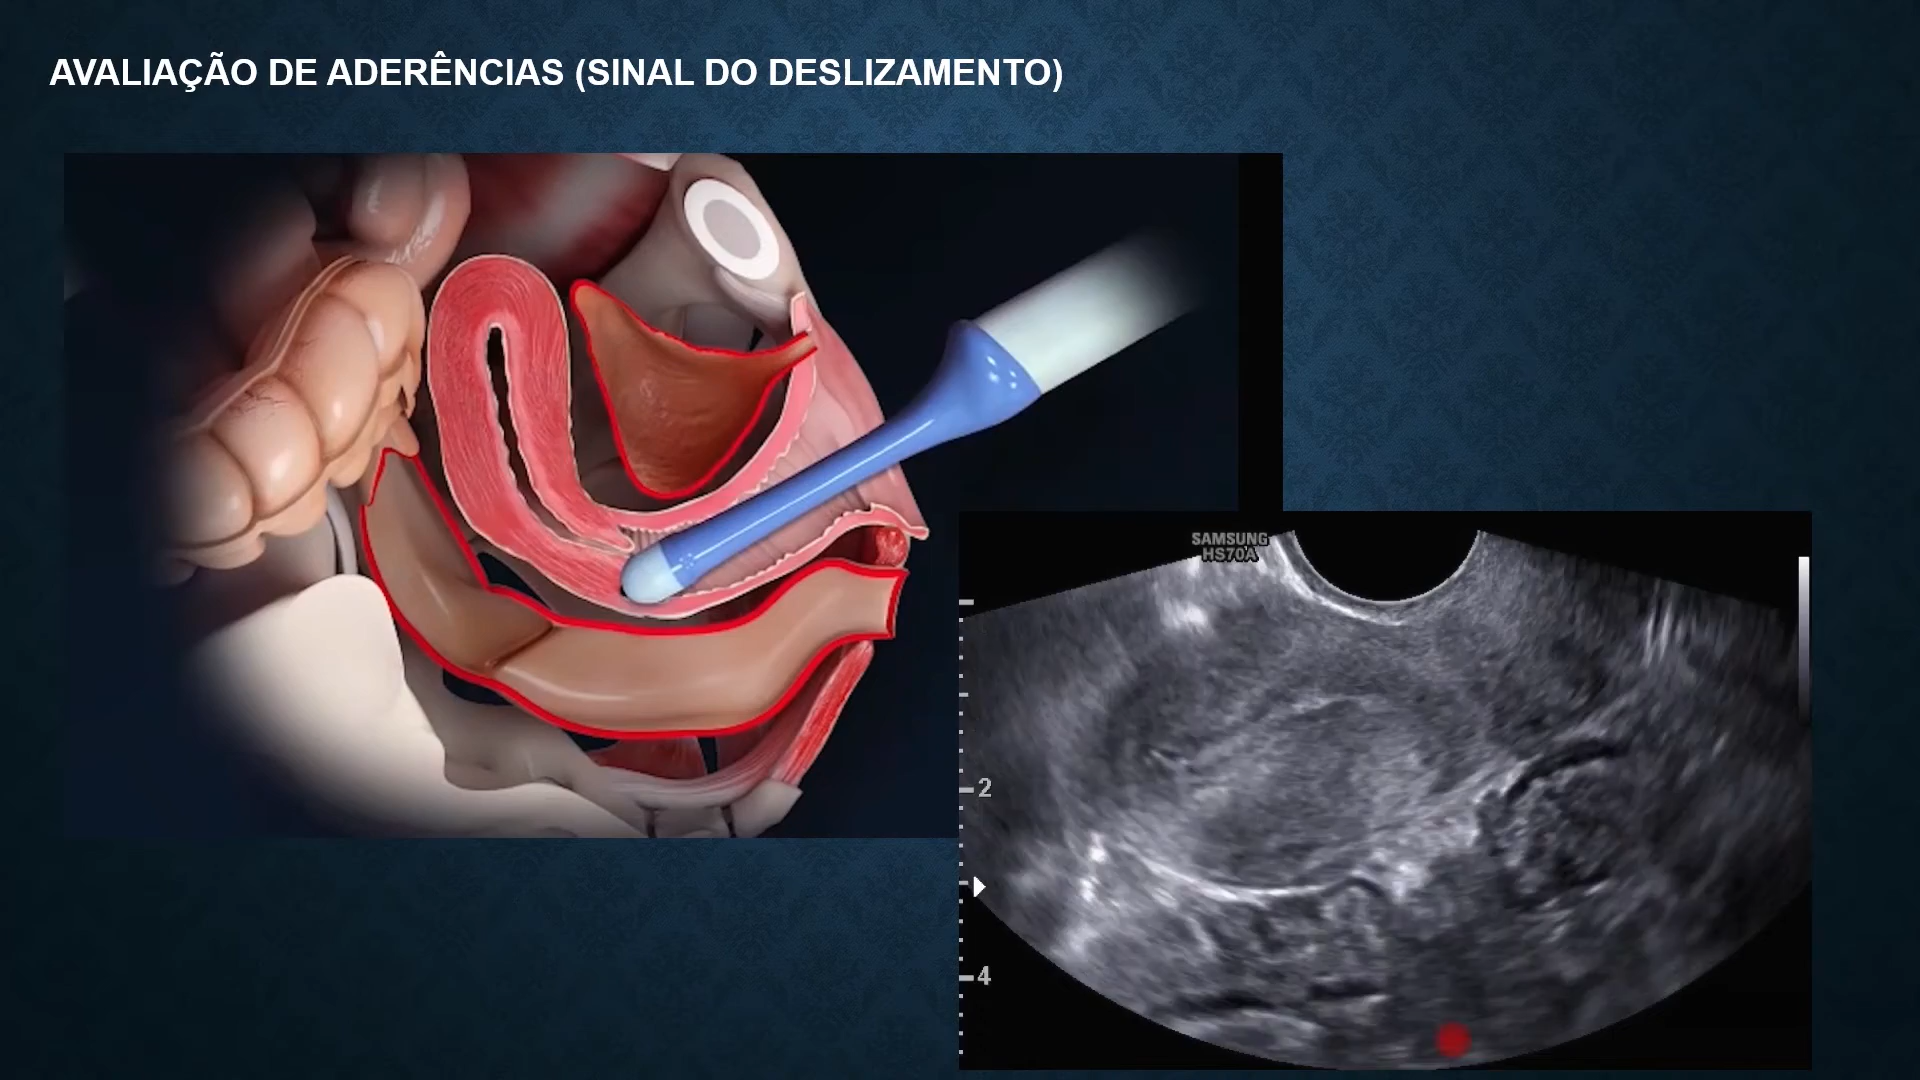 AVALIAÇÃO DE ADERÊNCIAS (SINAL DO DESLIZAMENTO)
SAMSUNG
HS70A
2
4